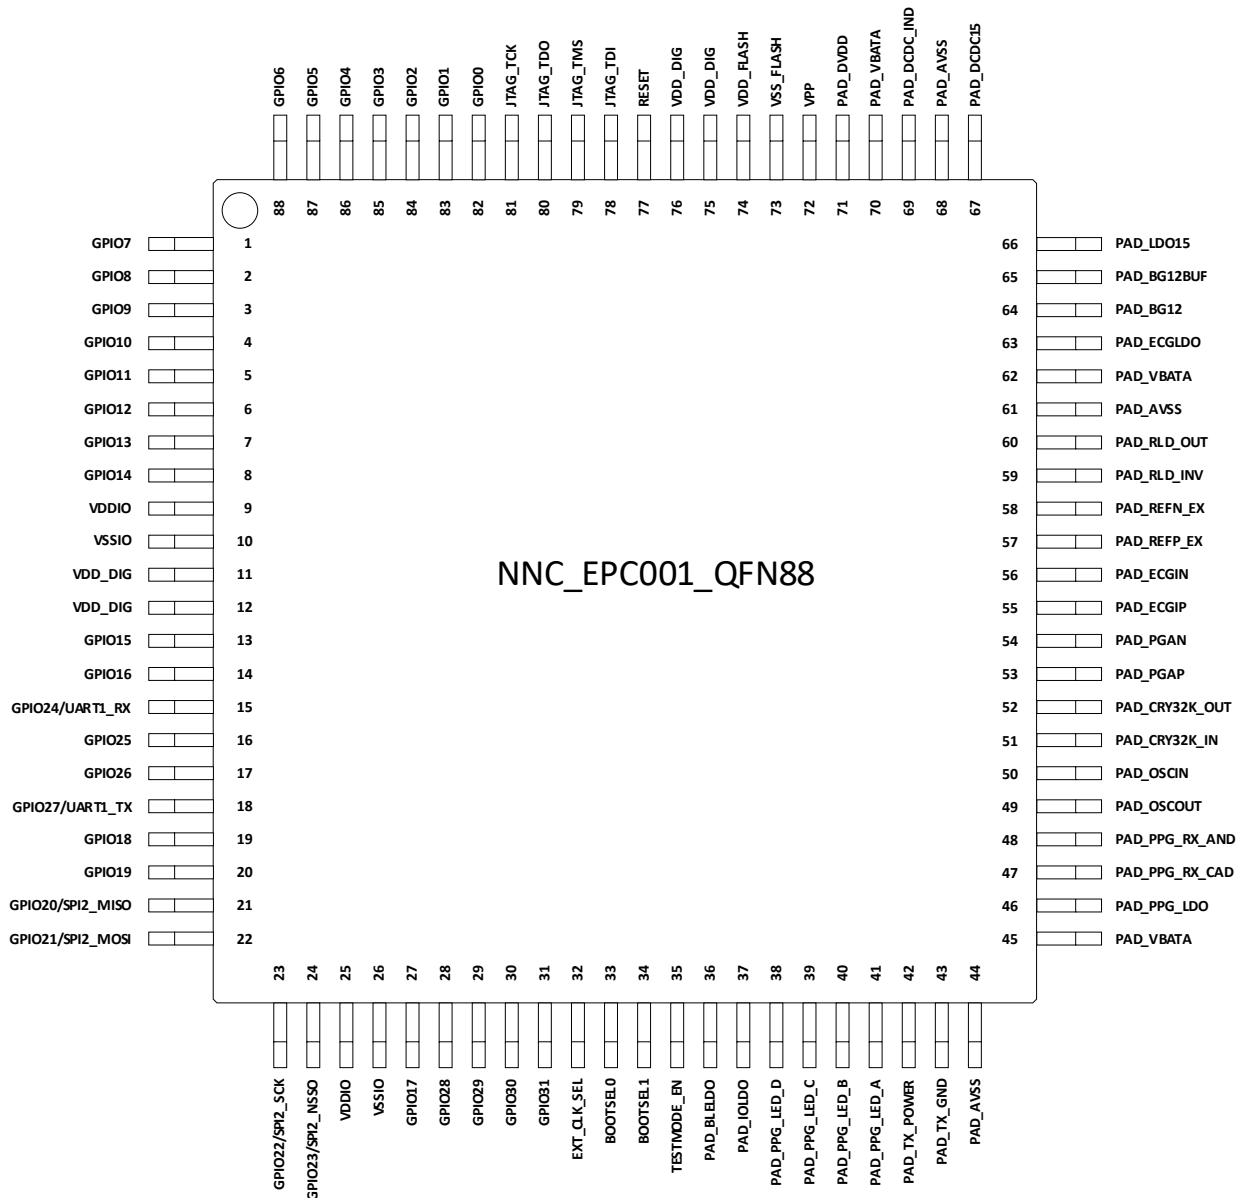 GPIO6
GPIO5
GPIO4
GPIO3
GPIO2
GPIO1
GPIO0
JTAG_TCK
JTAG_TDO
JTAG_TMS
JTAG_TDI
RESET
VDD_DIG
VDD_DIG
VDD_FLASH
VSS_FLASH
VPP
PAD_DVDD
PAD_VBATA
PAD_DCDC_IND
PAD_AVSS
PAD_DCDC15
88
87
86
85
84
83
82
81
80
79
78
77
76
75
74
73
72
71
70
69
68
67
GPIO7 1
GPIO8 2
GPIO9 3
GPIO10 4
GPIO11 5
GPIO12 6
GPIO13 7
GPIO14 8
VDDIO 9
VSSIO 10
VDD_DIG 11
VDD_DIG 12
GPIO15 13
GPIO16 14
GPIO24/UART1_RX 15
GPIO25 16
GPIO26 17
GPIO27/UART1_TX 18
GPIO18 19
GPIO19 20
GPIO20/SPI2_MISO 21
GPIO21/SPI2_MOSI 22
NNC_EPC001_QFN88
66 PAD_LDO15
65 PAD_BG12BUF
64 PAD_BG12
63 PAD_ECGLDO
62 PAD_VBATA
61 PAD_AVSS
60 PAD_RLD_OUT
59 PAD_RLD_INV
58 PAD_REFN_EX
57 PAD_REFP_EX
56 PAD_ECGIN
55 PAD_ECGIP
54 PAD_PGAN
53 PAD_PGAP
52 PAD_CRY32K_OUT
51 PAD_CRY32K_IN
50 PAD_OSCIN
49 PAD_OSCOUT
48 PAD_PPG_RX_AND
47 PAD_PPG_RX_CAD
46 PAD_PPG_LDO
45 PAD_VBATA
23
24
25
26
27
28
29
30
31
32
33
34
35
36
37
38
39
40
41
42
43
44
GPIO22/SPI2_SCK
GPIO23/SPI2_NSSO
VDDIO
VSSIO
GPIO17
GPIO28
GPIO29
GPIO30
GPIO31
EXT_CLK_SEL
BOOTSEL0
BOOTSEL1
TESTMODE_EN
PAD_BLELDO
PAD_IOLDO
PAD_PPG_LED_D
PAD_PPG_LED_C
PAD_PPG_LED_B
PAD_PPG_LED_A
PAD_TX_POWER
PAD_TX_GND
PAD_AVSS